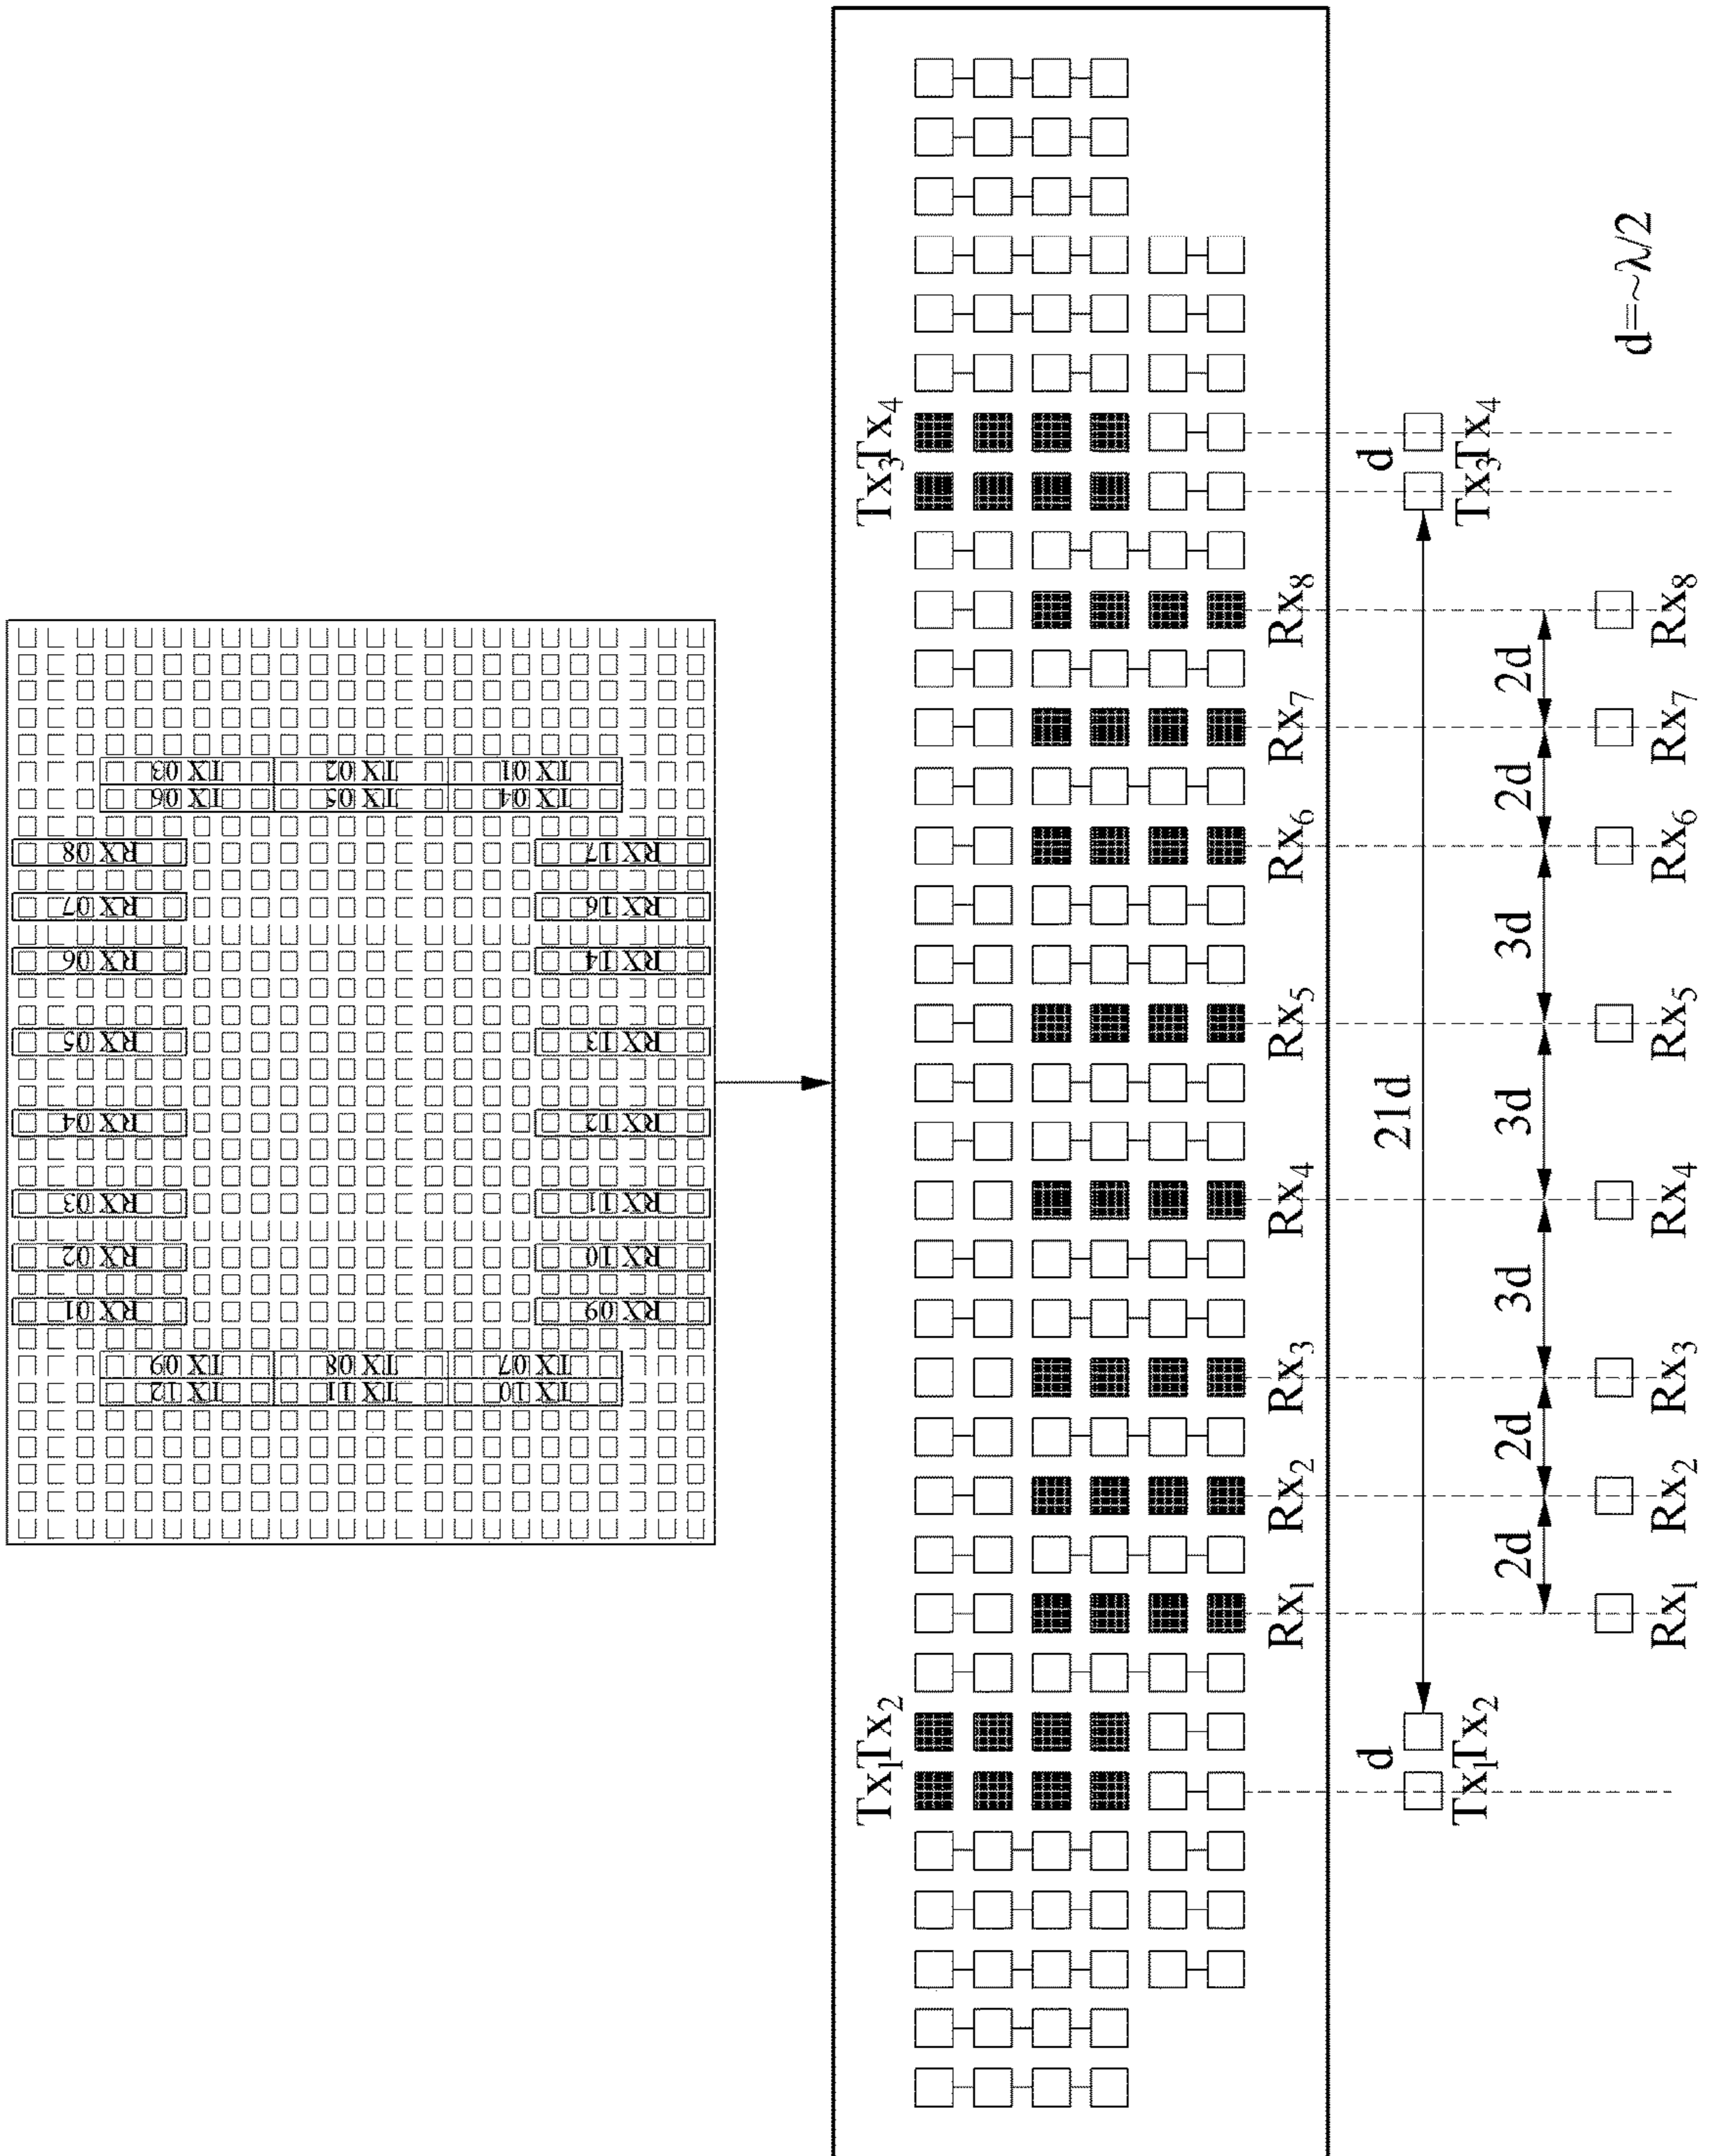 TX 03 TX 02 TX 01
TX 06 TX 05 TX 04
RX 08 RX 17
RX 07 RX 16
RX 06 RX 14
RX 05 RX 13
RX 04 RX 12
RX 03 RX 11
RX 02 RX 10
RX 01 RX 09
TX 09 TX 08 TX 07
TX 12 TX 11 TX 10
Tx₁Tx₂ Tx₃Tx₄
Rx₁ Rx₂ Rx₃ Rx₄ Rx₅ Rx₆ Rx₇ Rx₈
d 21d d
Tx₁Tx₂ Tx₃Tx₄
2d 2d 3d 3d 3d 2d 2d
Rx₁ Rx₂ Rx₃ Rx₄ Rx₅ Rx₆ Rx₇ Rx₈
d=~λ/2